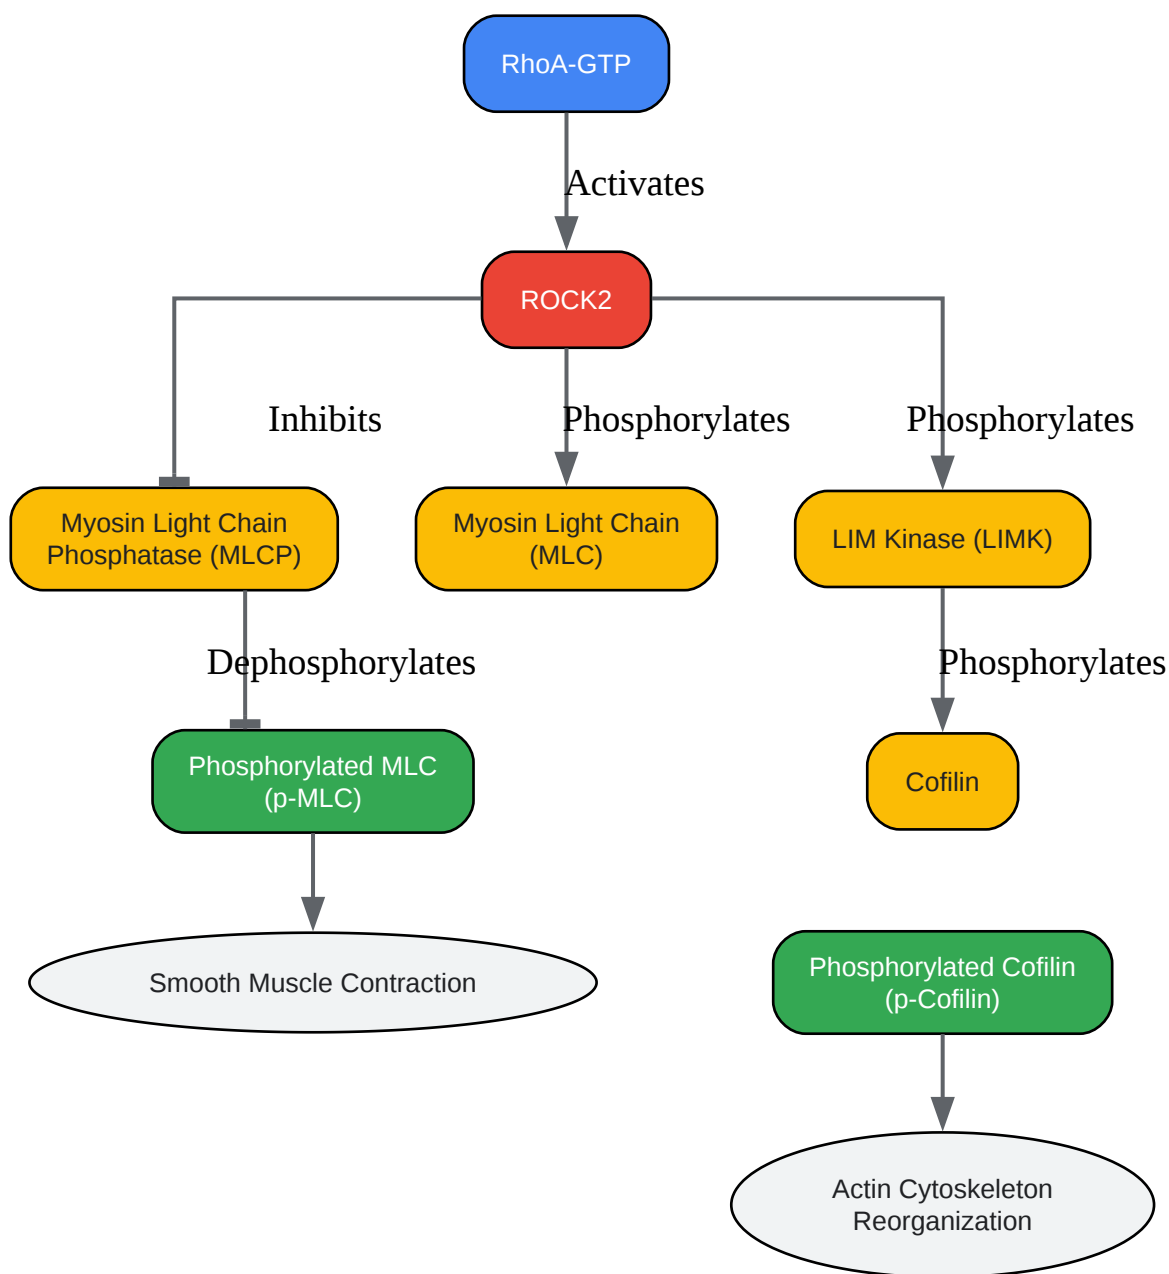 RhoA-GTP
Activates
ROCK2
Inhibits
Phosphorylates
Phosphorylates
Myosin Light Chain
Phosphatase (MLCP)
Myosin Light Chain
(MLC)
LIM Kinase (LIMK)
Dephosphorylates
Phosphorylates
Phosphorylated MLC
(p-MLC)
Cofilin
Smooth Muscle Contraction
Phosphorylated Cofilin
(p-Cofilin)
Actin Cytoskeleton
Reorganization